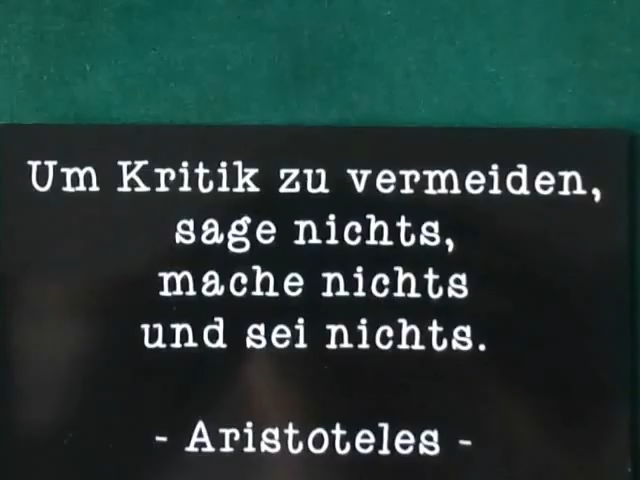 Um Kritik zu vermeiden,
sage nichts,
mache nichts
und sei nichts.
- Aristoteles -